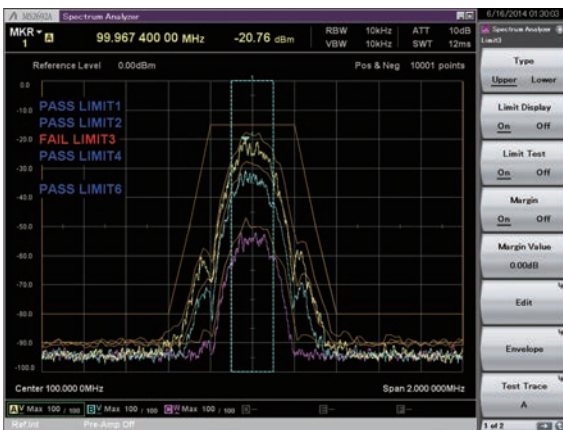 MS2692A Spectrum Analyzer
6/16/2014 01:30:03
MKR 1 A 99.967 400 00 MHz -20.76 dBm
RBW 10kHz ATT 10dB
VBW 10kHz SWT 12ms
Spectrum Analyzer
Limit3
Reference Level 0.00dBm Pos & Neg 10001 points
Type
Upper Lower
0.0
-10.0
PASS LIMIT1
PASS LIMIT2
-20.0
FAIL LIMIT3
PASS LIMIT4
-30.0
PASS LIMIT6
-40.0
-50.0
-60.0
-70.0
-80.0
-90.0
-100.0
Limit Display
On Off
Limit Test
On Off
Margin
On Off
Margin Value
0.00dB
Edit
Envelope
Test Trace
A
Center 100.000 0MHz Span 2.000 000MHz
A V Max 100 / 100 B V Max 100 / 100 C W Max 100 / 100 D -- E -- F --
Ref.Int Pre-Amp Off
1 of 2